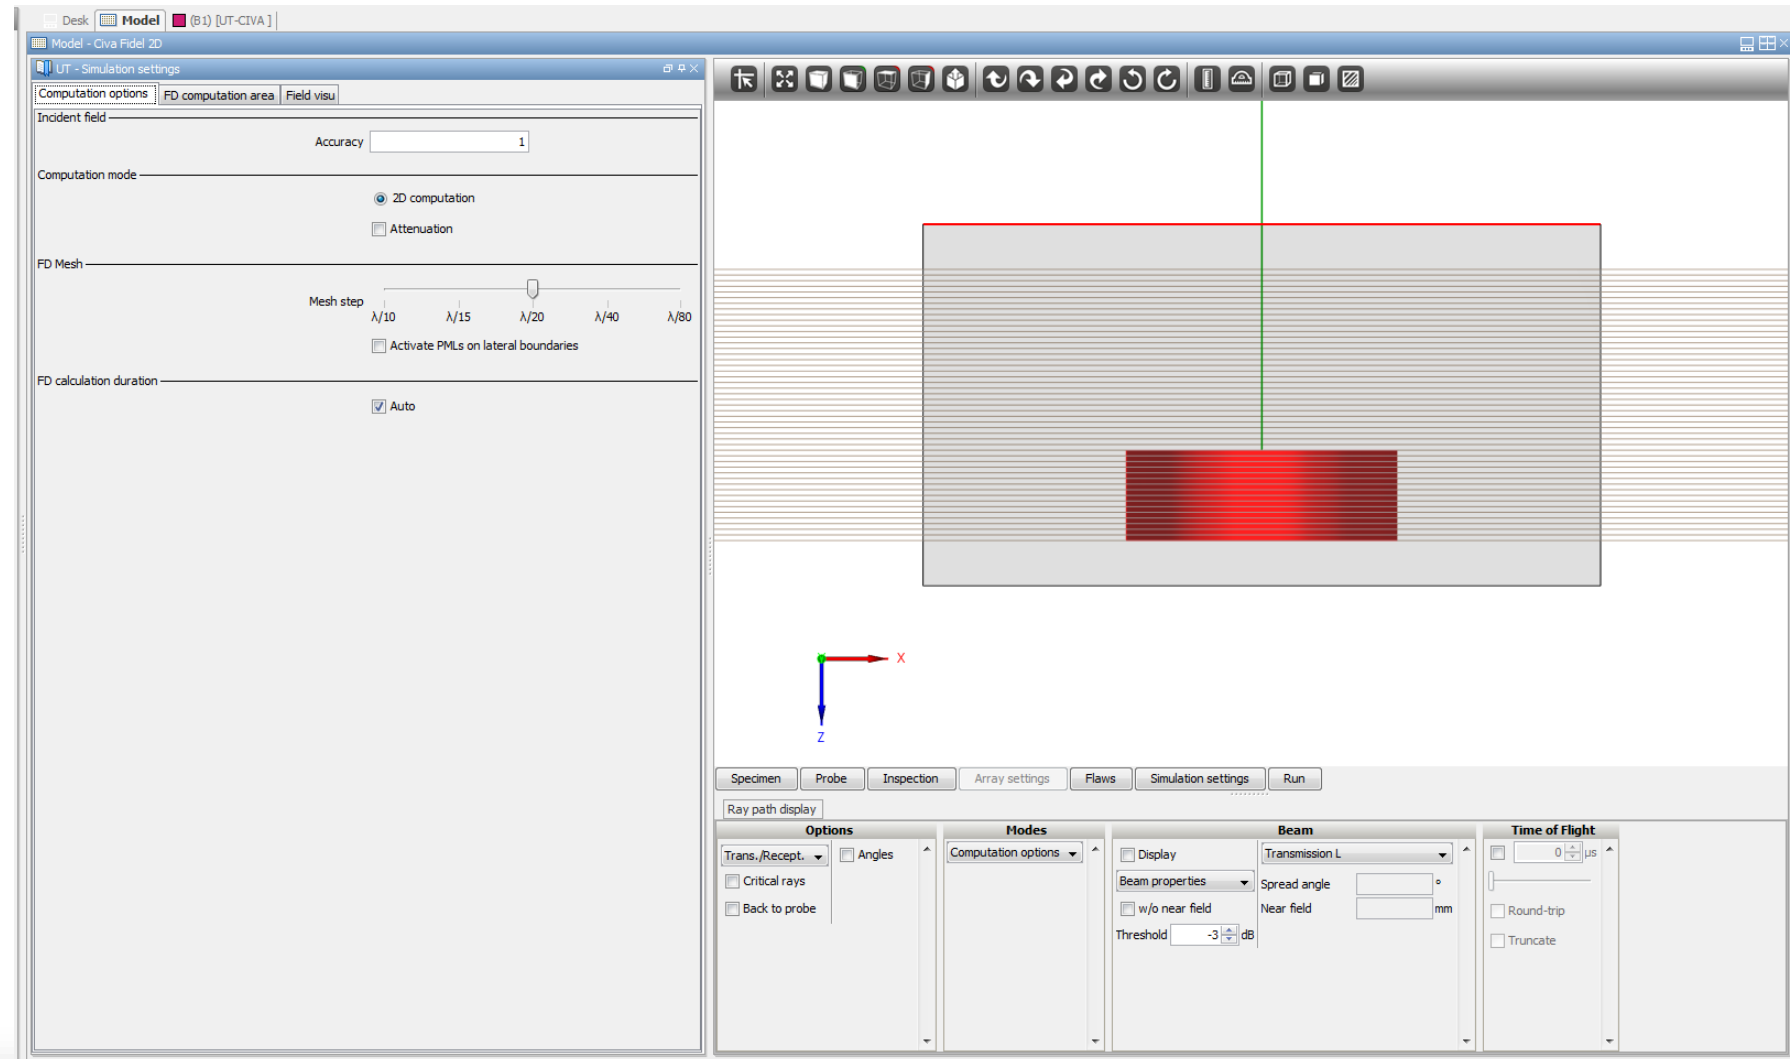 Desk Model (B1) [UT-CIVA ]
Model - Civa Fidel 2D
UT - Simulation settings
Computation options FD computation area Field visu
Incident field
Accuracy 1
Computation mode
2D computation
Attenuation
FD Mesh
Mesh step
λ/10 λ/15 λ/20 λ/40 λ/80
Activate PMLs on lateral boundaries
FD calculation duration
Auto
X
Z
Specimen Probe Inspection Array settings Flaws Simulation settings Run
Ray path display
Options Modes Beam Time of Flight
Trans./Recept. Angles Computation options Display Transmission L 0 µs
Critical rays Beam properties Spread angle °
Back to probe w/o near field Near field mm Round-trip
Threshold -3 dB Truncate